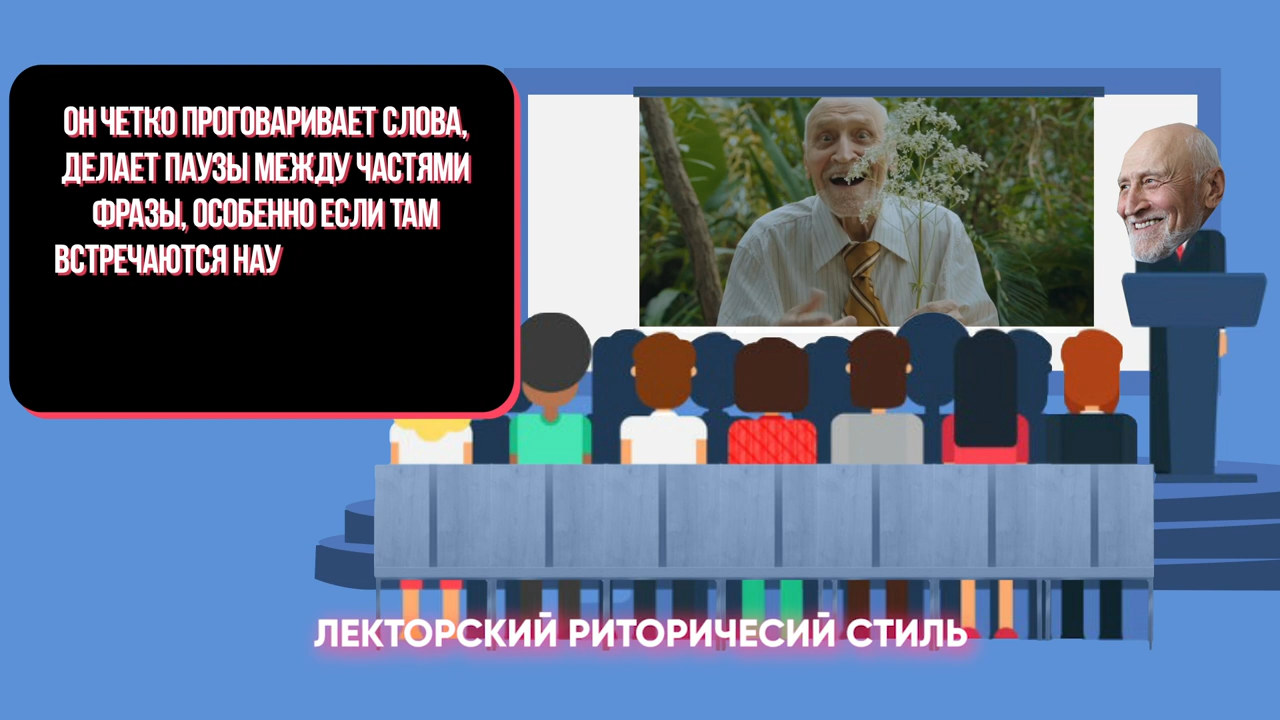 ОН ЧЕТКО ПРОГОВАРИВАЕТ СЛОВА,
ДЕЛАЕТ ПАУЗЫ МЕЖДУ ЧАСТЯМИ
ФРАЗЫ, ОСОБЕННО ЕСЛИ ТАМ
ВСТРЕЧАЮТСЯ НАУ
ЛЕКТОРСКИЙ РИТОРИЧЕСИЙ СТИЛЬ